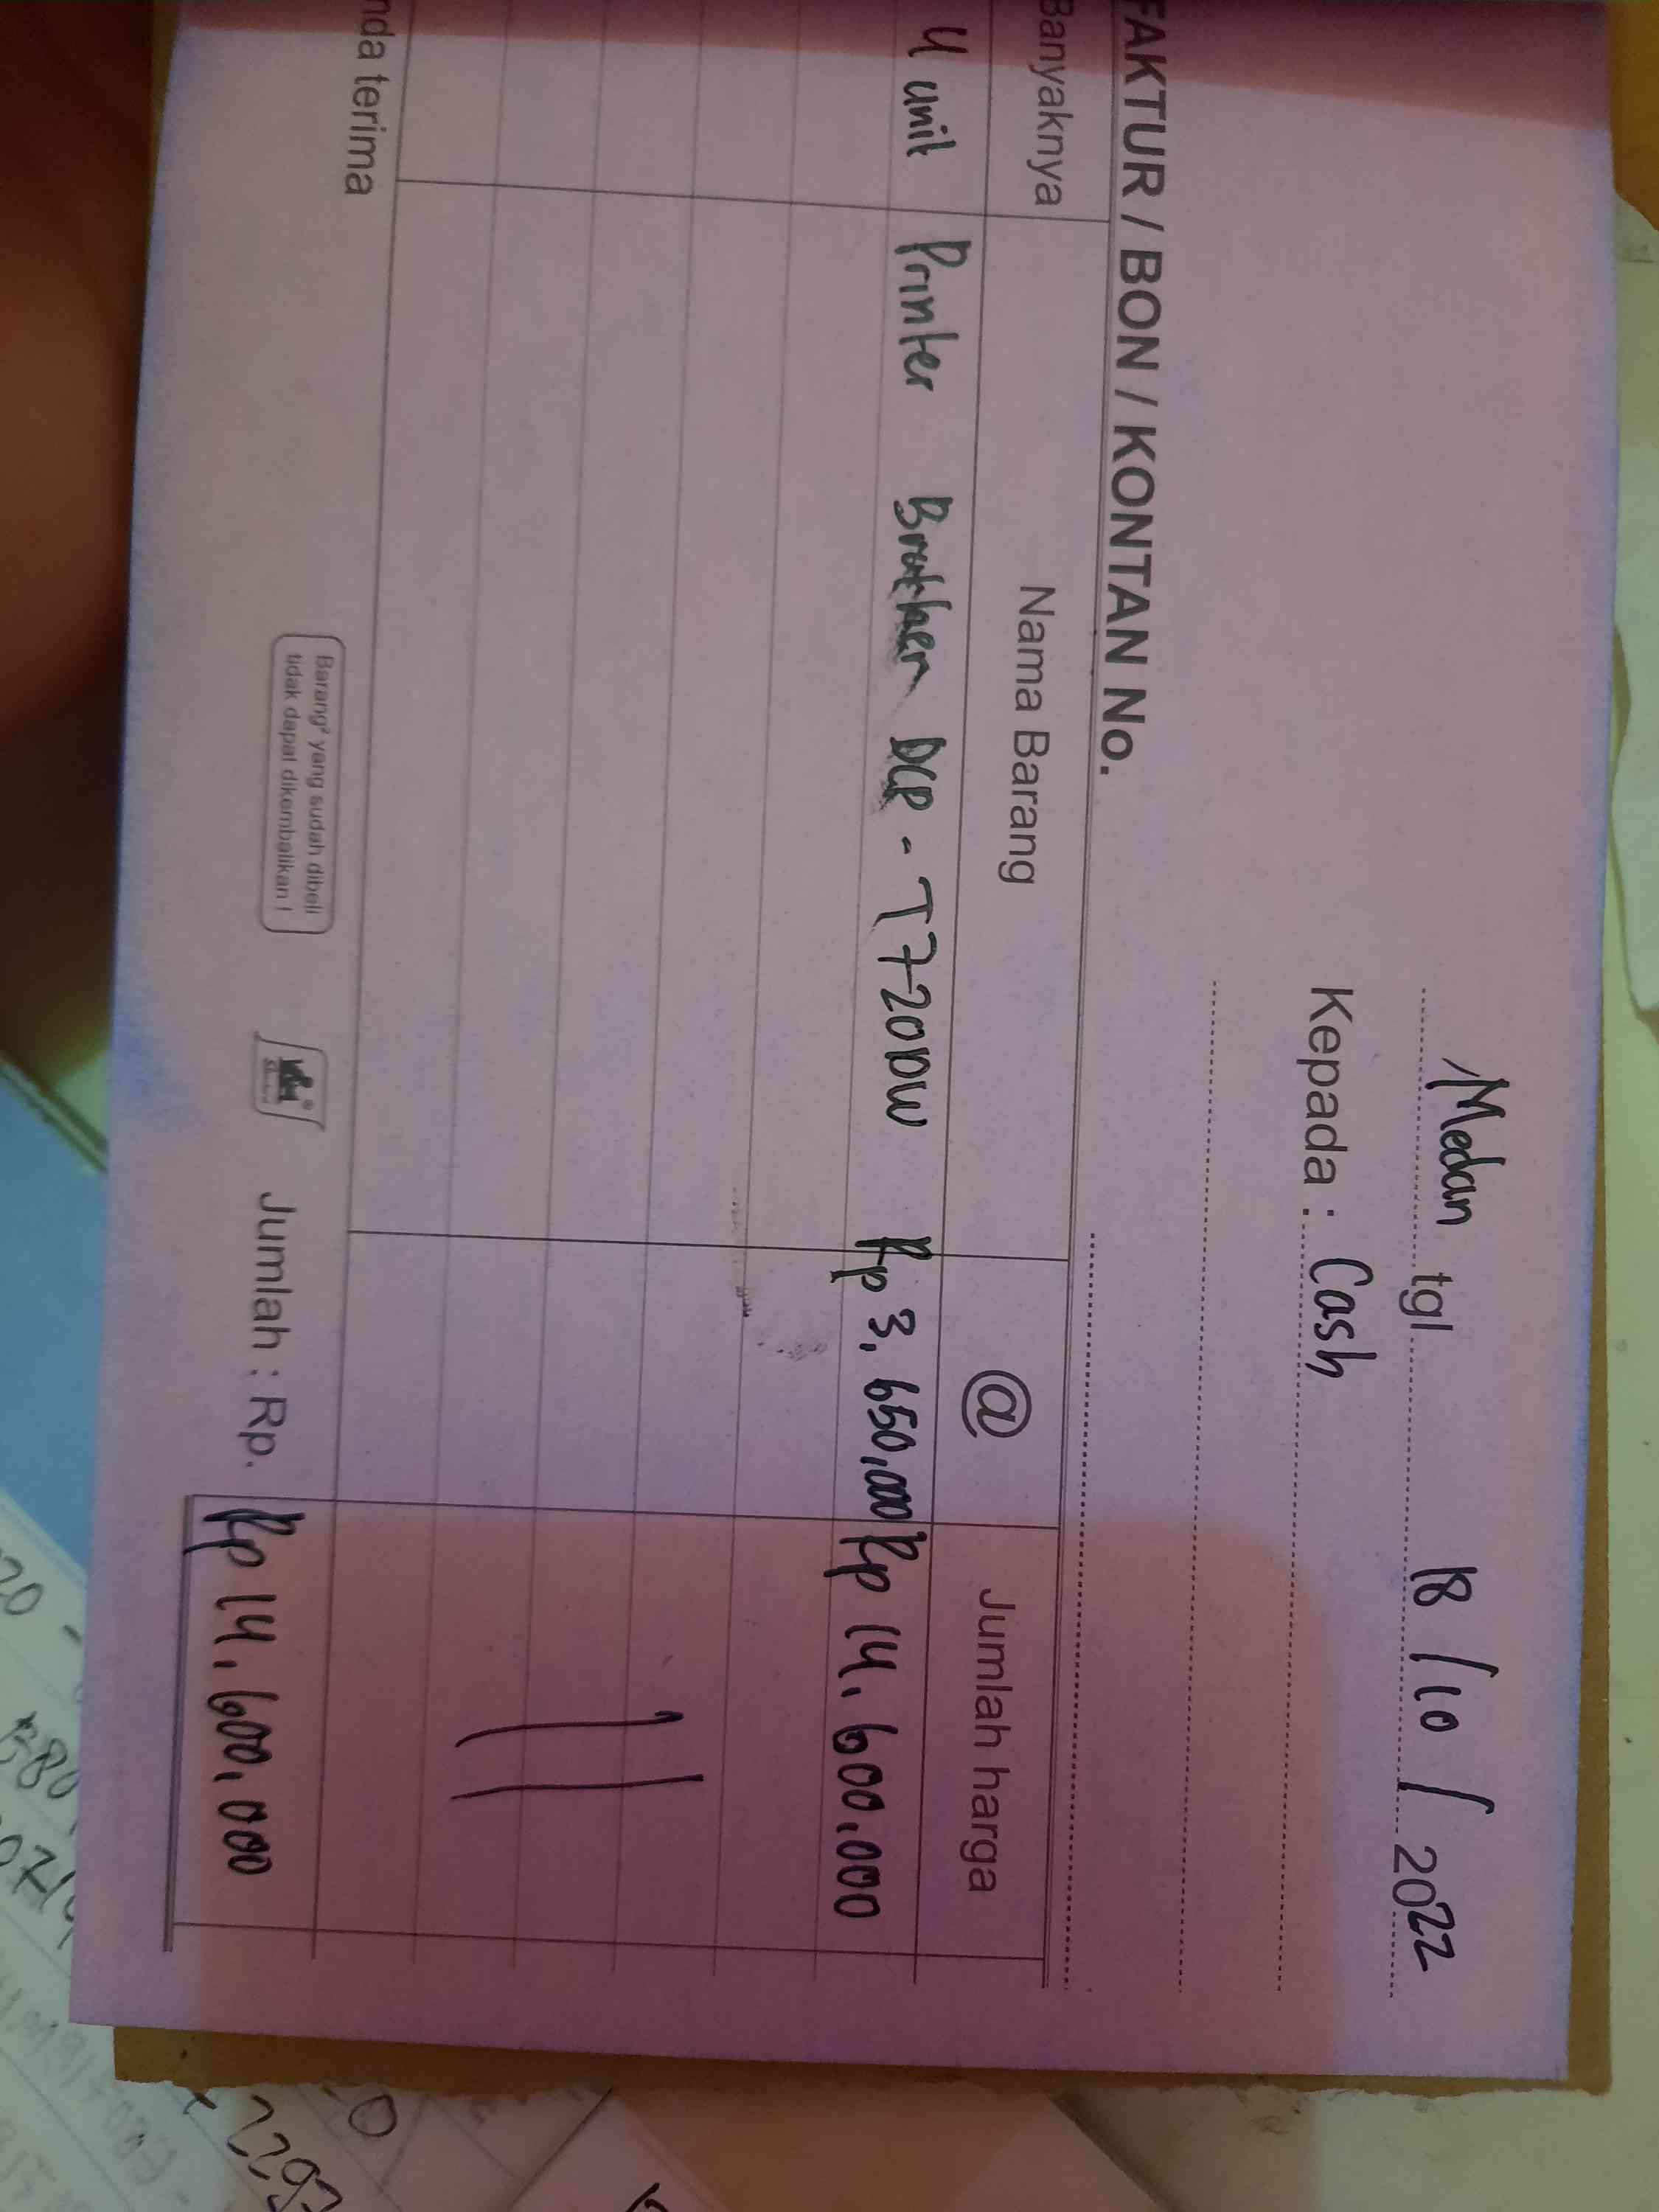 Medan tgl 18 / 10 / 2022
Kepada : Cash
FAKTUR / BON / KONTAN No.
Banyaknya Nama Barang @ Jumlah harga
4 unit Printer Brother DCP - T720DW Rp 3,650,000 Rp 14.600.000
terima
Barang² yang sudah dibeli
tidak dapat dikembalikan !
Jumlah : Rp. Rp 14.600.000